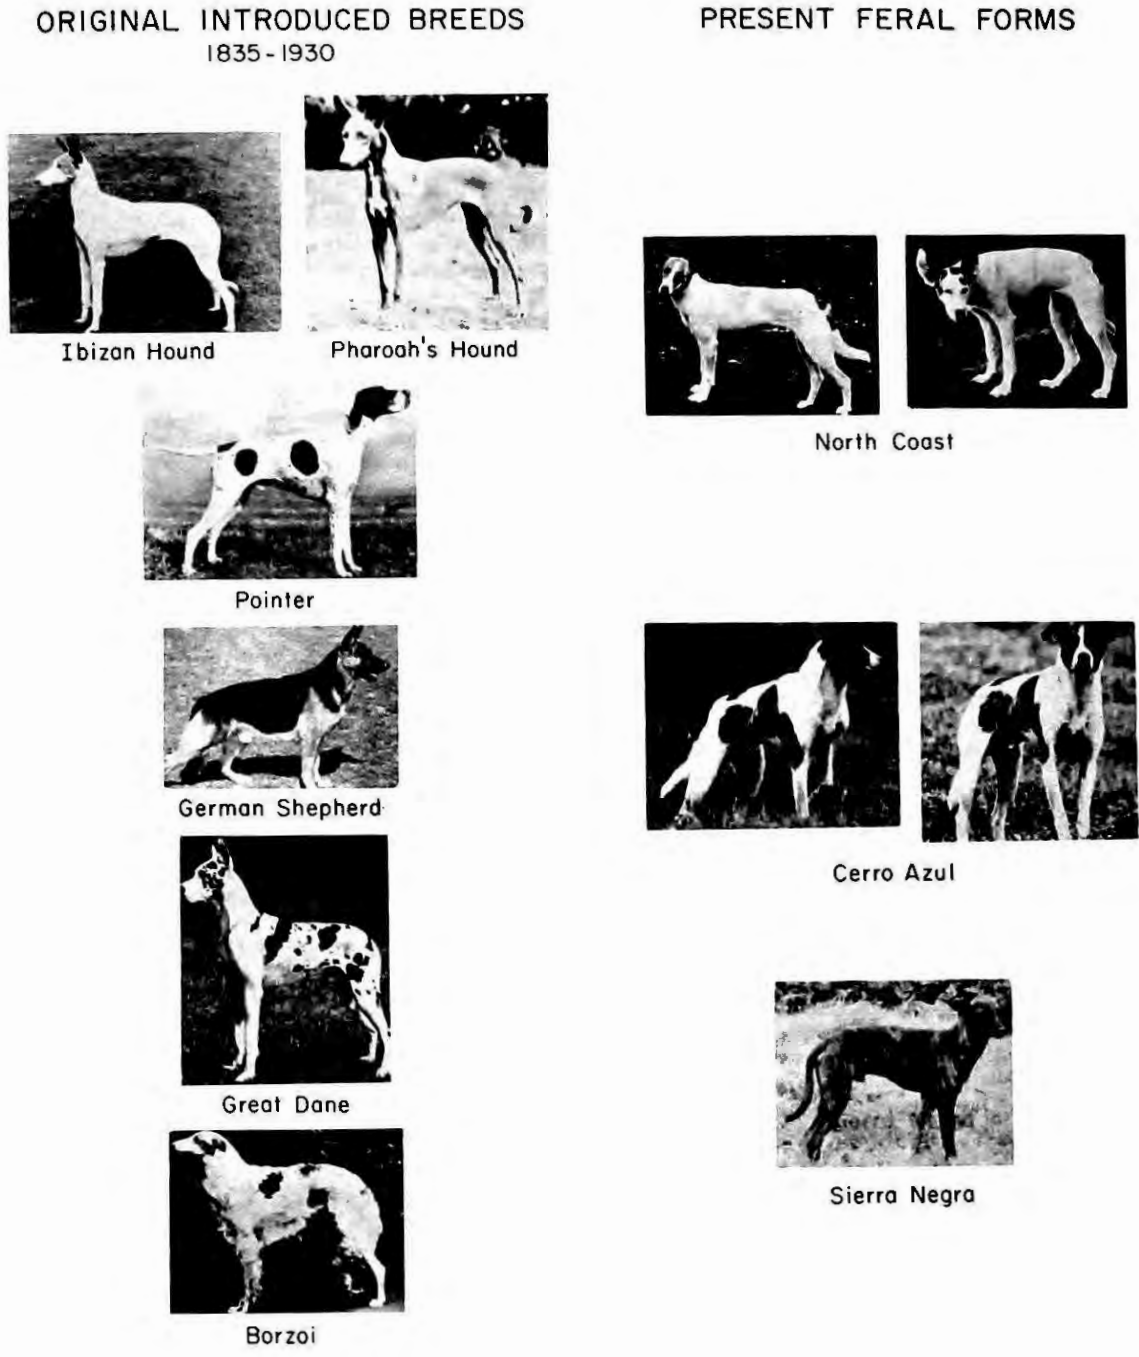 ORIGINAL INTRODUCED BREEDS
1835-1930
PRESENT FERAL FORMS
Ibizan Hound
Pharoah's Hound
North Coast
Pointer
German Shepherd
Cerro Azul
Great Dane
Sierra Negra
Borzoi